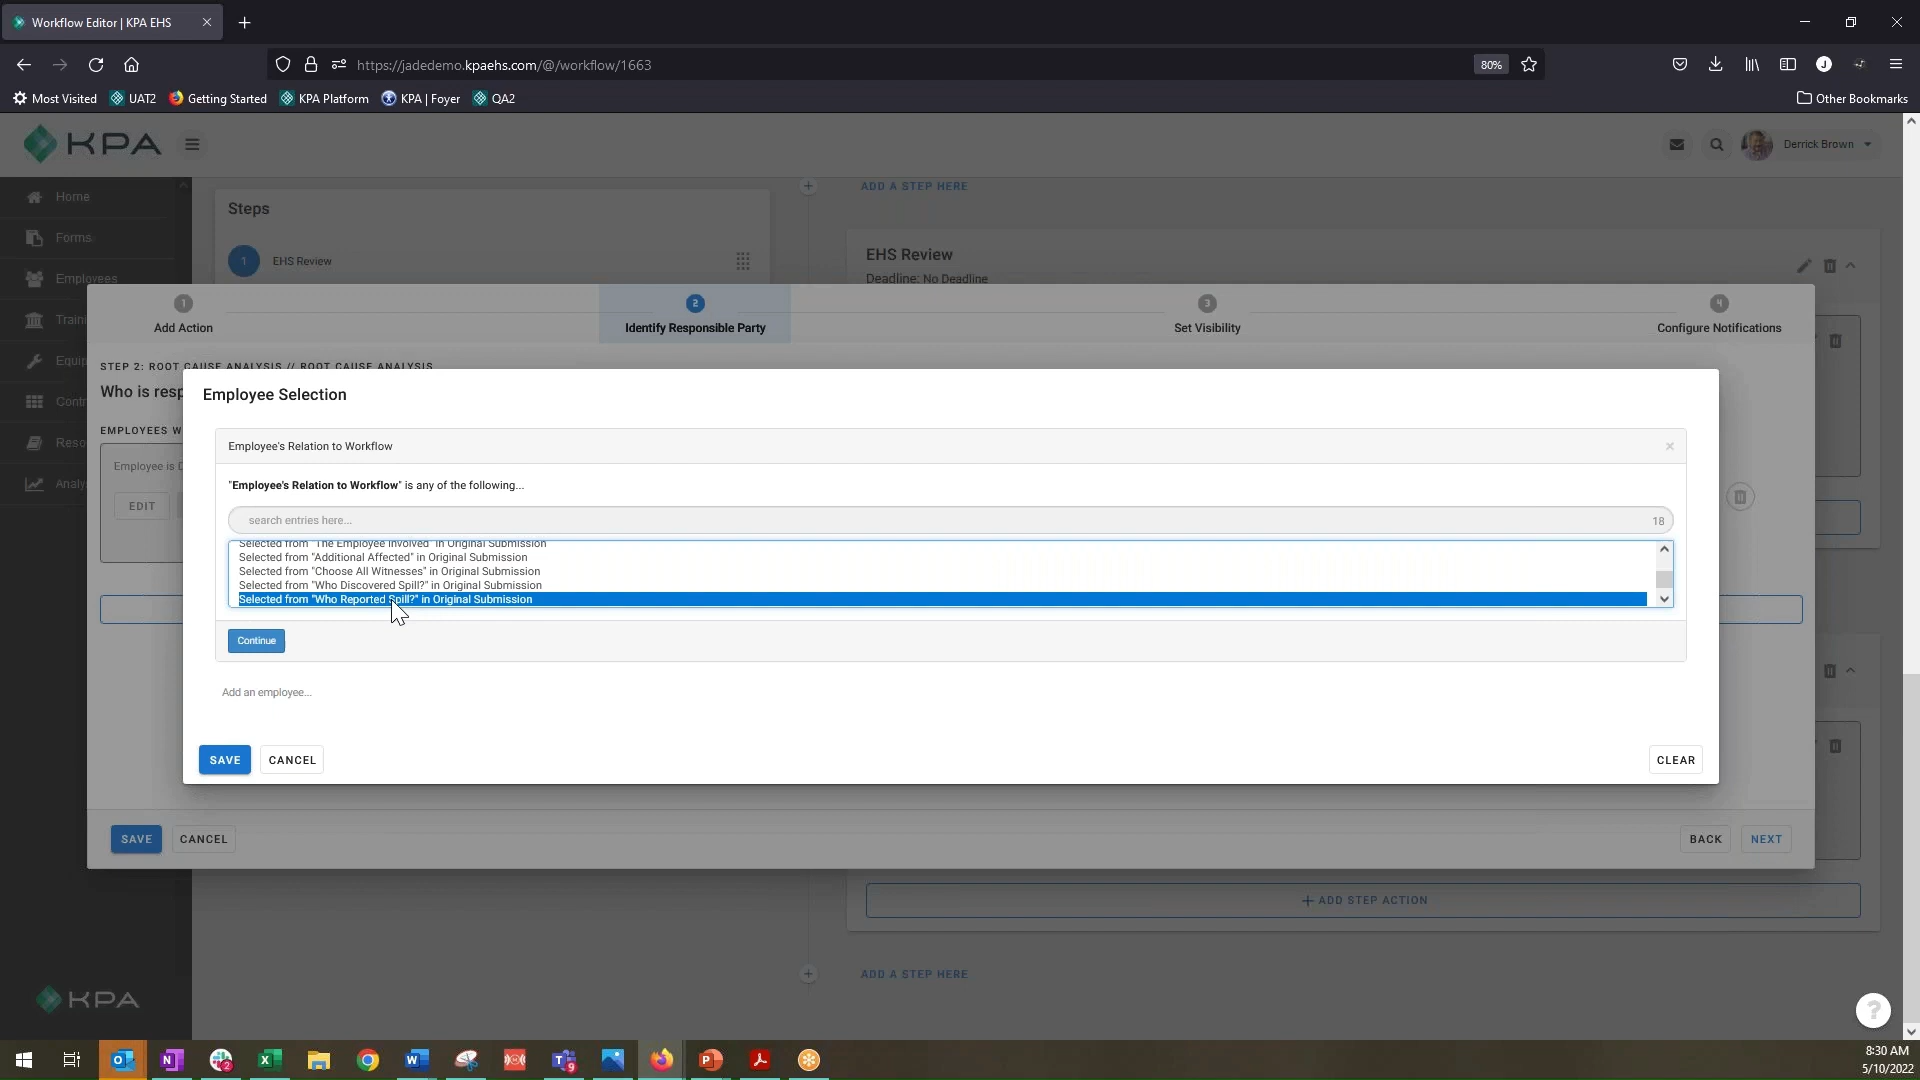 Workflow Editor | KPA EHS
https://jadedemo.kpaehs.com/@/workflow/1663
80%
J
Most Visited
UAT2
Getting Started
KPA Platform
KPA | Foyer
QA2
Other Bookmarks
KPA
Derrick Brown
Home
Forms
Employees
Traini
Equip
Contr
Reso
Analy
KPA
Steps
1
EHS Review
ADD A STEP HERE
EHS Review
Deadline: No Deadline
1
Add Action
2
Identify Responsible Party
3
Set Visibility
4
Configure Notifications
STEP 2: ROOT CAUSE ANALYSIS // ROOT CAUSE ANALYSIS
Who is resp
EMPLOYEES W
Employee is D
EDIT
Employee Selection
Employee's Relation to Workflow
×
"Employee's Relation to Workflow" is any of the following...
search entries here...
18
Selected from "The Employee Involved" in Original Submission
Selected from "Additional Affected" in Original Submission
Selected from "Choose All Witnesses" in Original Submission
Selected from "Who Discovered Spill?" in Original Submission
Selected from "Who Reported Spill?" in Original Submission
Continue
Add an employee...
SAVE
CANCEL
CLEAR
SAVE
CANCEL
BACK
NEXT
+ ADD STEP ACTION
ADD A STEP HERE
?
2
9
8:30 AM
5/10/2022